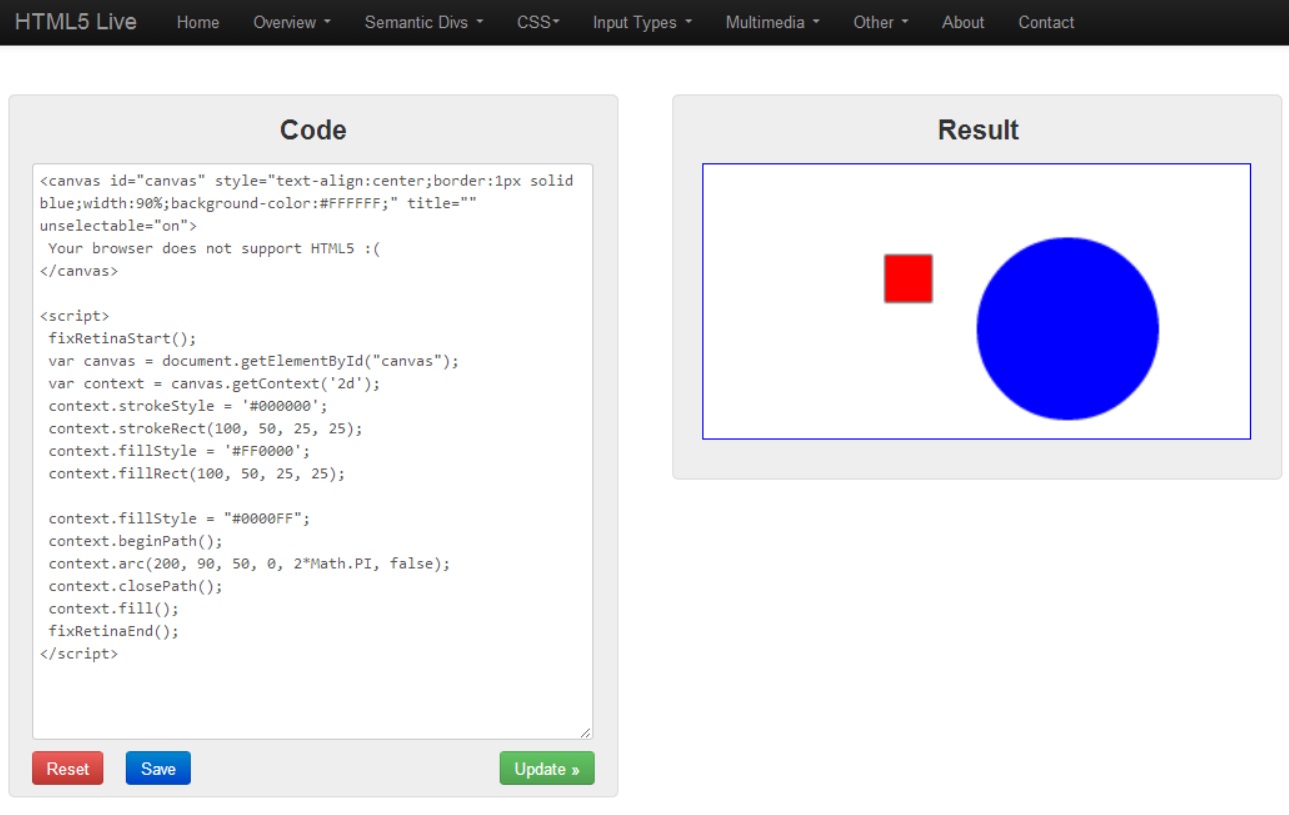 HTML5 Live Home Overview Semantic Divs CSS Input Types Multimedia Other About Contact
Code
<canvas id="canvas" style="text-align:center;border:1px solid
blue;width:90%;background-color:#FFFFFF;" title=""
unselectable="on">
 Your browser does not support HTML5 :(
</canvas>

<script>
 fixRetinaStart();
 var canvas = document.getElementById("canvas");
 var context = canvas.getContext('2d');
 context.strokeStyle = '#000000';
 context.strokeRect(100, 50, 25, 25);
 context.fillStyle = '#FF0000';
 context.fillRect(100, 50, 25, 25);

 context.fillStyle = "#0000FF";
 context.beginPath();
 context.arc(200, 90, 50, 0, 2*Math.PI, false);
 context.closePath();
 context.fill();
 fixRetinaEnd();
</script>
Reset Save Update »
Result